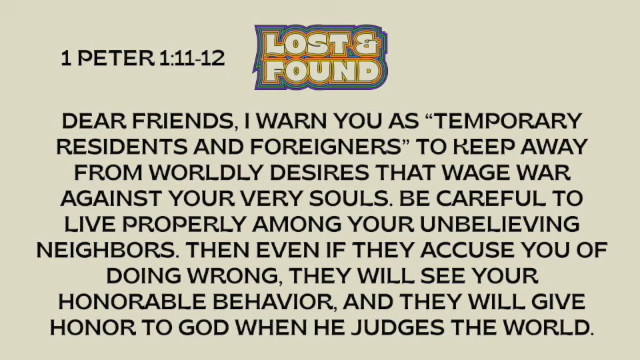 1 PETER 1:11-12
LOST &
FOUND
DEAR FRIENDS, I WARN YOU AS “TEMPORARY
RESIDENTS AND FOREIGNERS” TO KEEP AWAY
FROM WORLDLY DESIRES THAT WAGE WAR
AGAINST YOUR VERY SOULS. BE CAREFUL TO
LIVE PROPERLY AMONG YOUR UNBELIEVING
NEIGHBORS. THEN EVEN IF THEY ACCUSE YOU OF
DOING WRONG, THEY WILL SEE YOUR
HONORABLE BEHAVIOR, AND THEY WILL GIVE
HONOR TO GOD WHEN HE JUDGES THE WORLD.